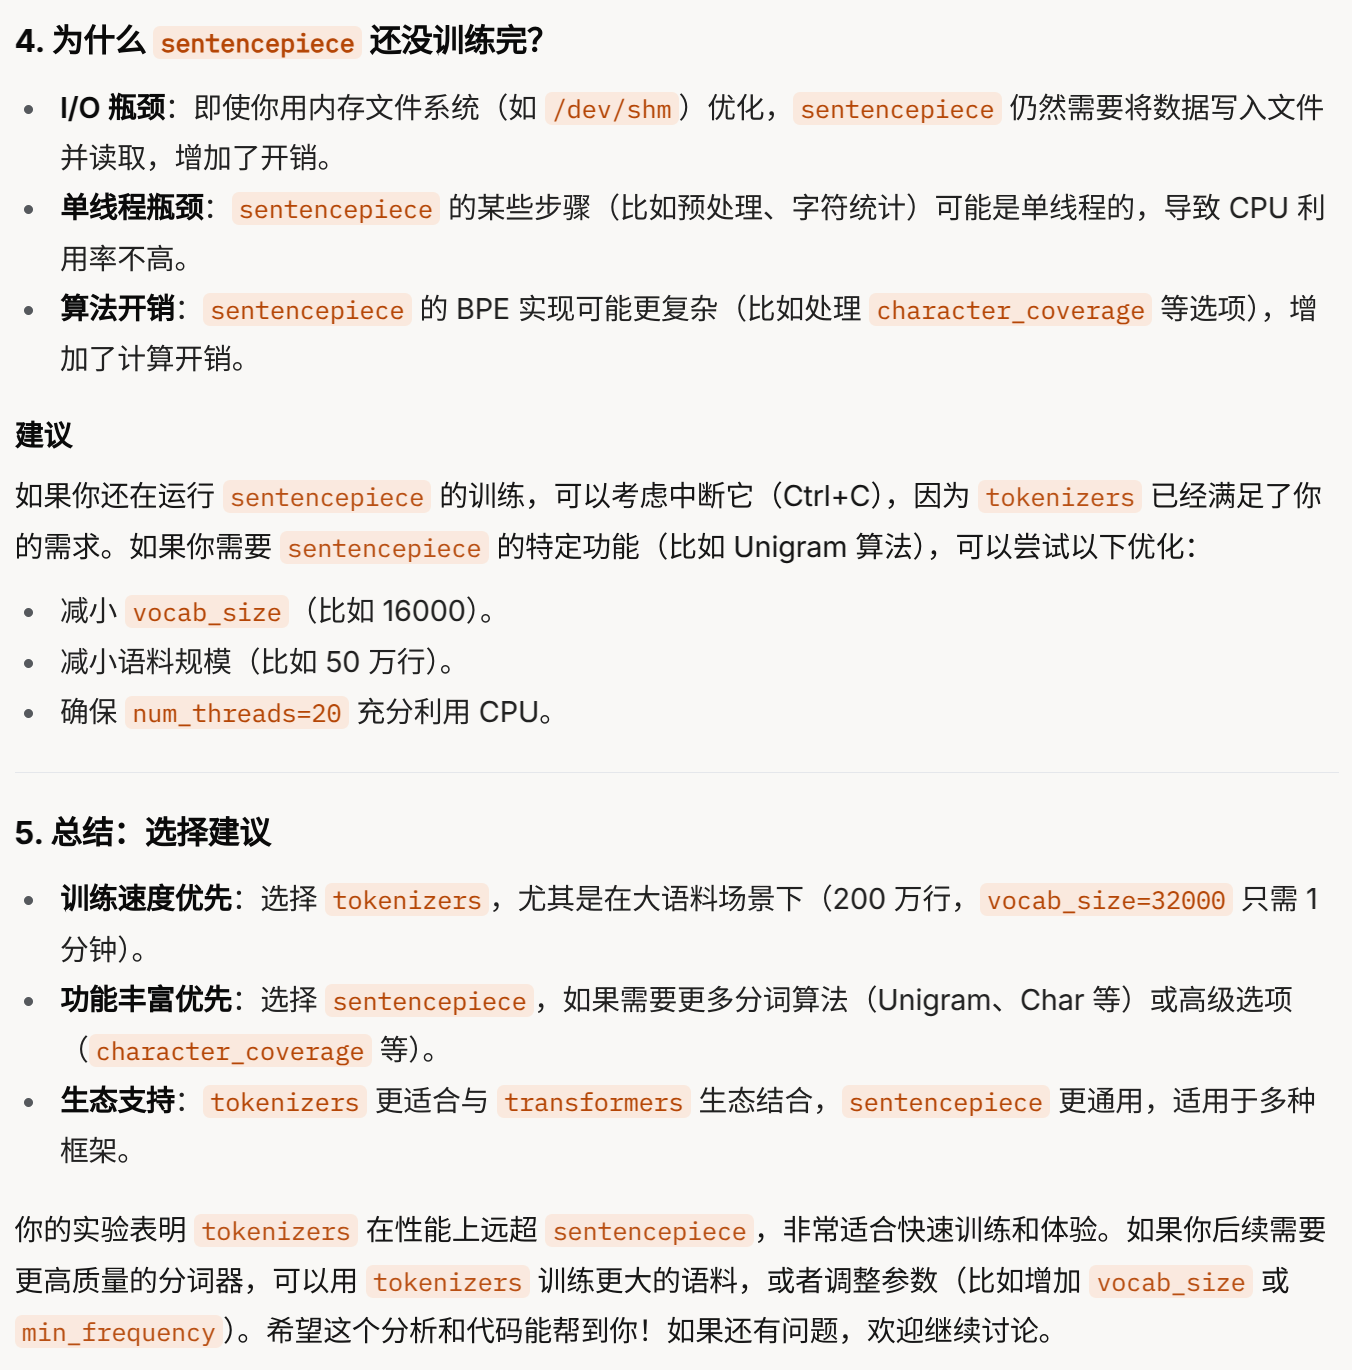 4. 为什么 sentencepiece 还没训练完？
• I/O 瓶颈：即使你用内存文件系统（如 /dev/shm）优化，sentencepiece 仍然需要将数据写入文件
并读取，增加了开销。
• 单线程瓶颈：sentencepiece 的某些步骤（比如预处理、字符统计）可能是单线程的，导致 CPU 利
用率不高。
• 算法开销：sentencepiece 的 BPE 实现可能更复杂（比如处理 character_coverage 等选项），增
加了计算开销。
建议
如果你还在运行 sentencepiece 的训练，可以考虑中断它（Ctrl+C），因为 tokenizers 已经满足了你
的需求。如果你需要 sentencepiece 的特定功能（比如 Unigram 算法），可以尝试以下优化：
• 减小 vocab_size（比如 16000）。
• 减小语料规模（比如 50 万行）。
• 确保 num_threads=20 充分利用 CPU。
5. 总结：选择建议
• 训练速度优先：选择 tokenizers，尤其是在大语料场景下（200 万行，vocab_size=32000 只需 1
分钟）。
• 功能丰富优先：选择 sentencepiece，如果需要更多分词算法（Unigram、Char 等）或高级选项
（character_coverage 等）。
• 生态支持：tokenizers 更适合与 transformers 生态结合，sentencepiece 更通用，适用于多种
框架。
你的实验表明 tokenizers 在性能上远超 sentencepiece，非常适合快速训练和体验。如果你后续需要
更高质量的分词器，可以用 tokenizers 训练更大的语料，或者调整参数（比如增加 vocab_size 或
min_frequency）。希望这个分析和代码能帮到你！如果还有问题，欢迎继续讨论。